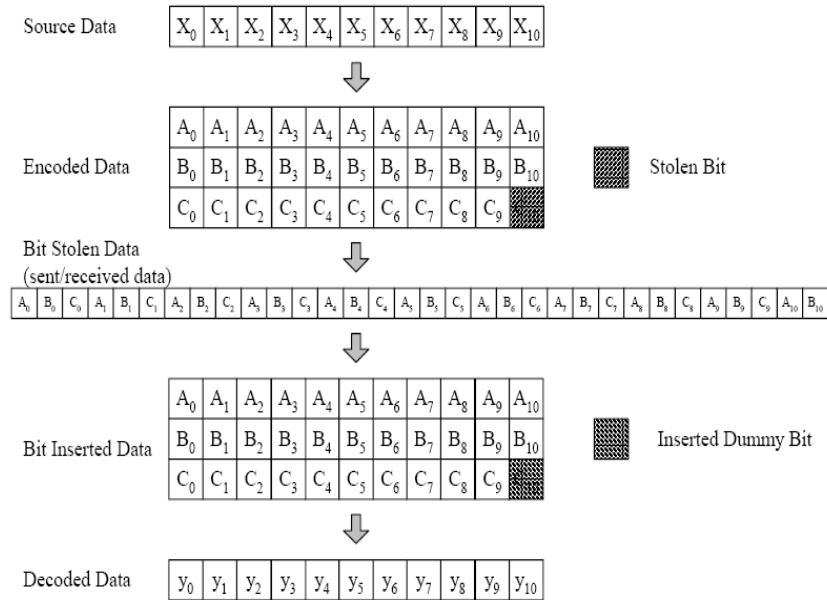 Source Data
X₀ X₁ X₂ X₃ X₄ X₅ X₆ X₇ X₈ X₉ X₁₀
A₀ A₁ A₂ A₃ A₄ A₅ A₆ A₇ A₈ A₉ A₁₀
Encoded Data
B₀ B₁ B₂ B₃ B₄ B₅ B₆ B₇ B₈ B₉ B₁₀
Stolen Bit
C₀ C₁ C₂ C₃ C₄ C₅ C₆ C₇ C₈ C₉
Bit Stolen Data
(sent/received data)
A₀ B₀ C₀ A₁ B₁ C₁ A₂ B₂ C₂ A₃ B₃ C₃ A₄ B₄ C₄ A₅ B₅ C₅ A₆ B₆ C₆ A₇ B₇ C₇ A₈ B₈ C₈ A₉ B₉ C₉ A₁₀ B₁₀
A₀ A₁ A₂ A₃ A₄ A₅ A₆ A₇ A₈ A₉ A₁₀
Bit Inserted Data
B₀ B₁ B₂ B₃ B₄ B₅ B₆ B₇ B₈ B₉ B₁₀
Inserted Dummy Bit
C₀ C₁ C₂ C₃ C₄ C₅ C₆ C₇ C₈ C₉
Decoded Data
y₀ y₁ y₂ y₃ y₄ y₅ y₆ y₇ y₈ y₉ y₁₀